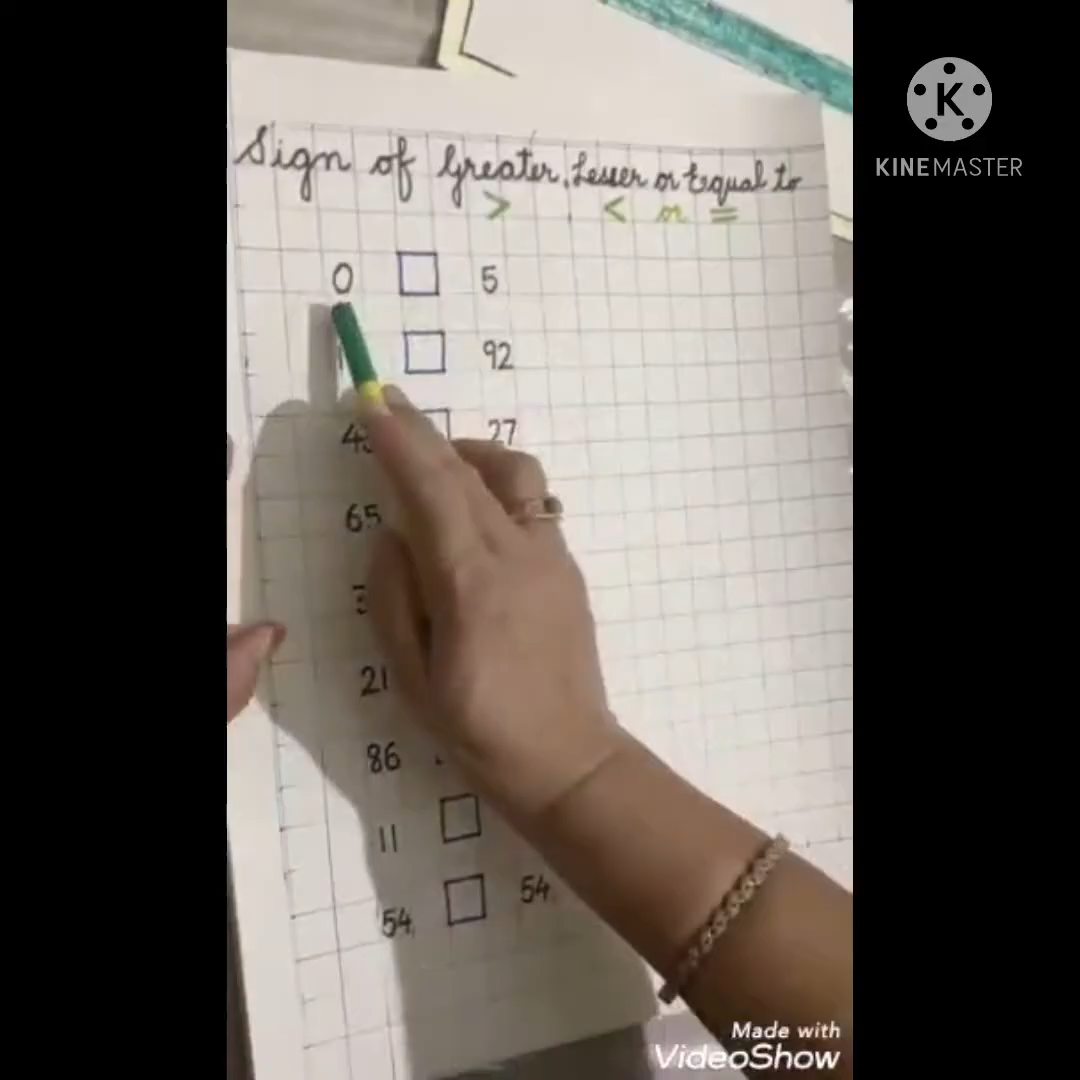 Sign of Greater, Lesser or Equal to
> , < or =
0 □ 5
□ 92
27
65
21
86
11 □
54 □ 54
KINEMASTER
Made with
VideoShow